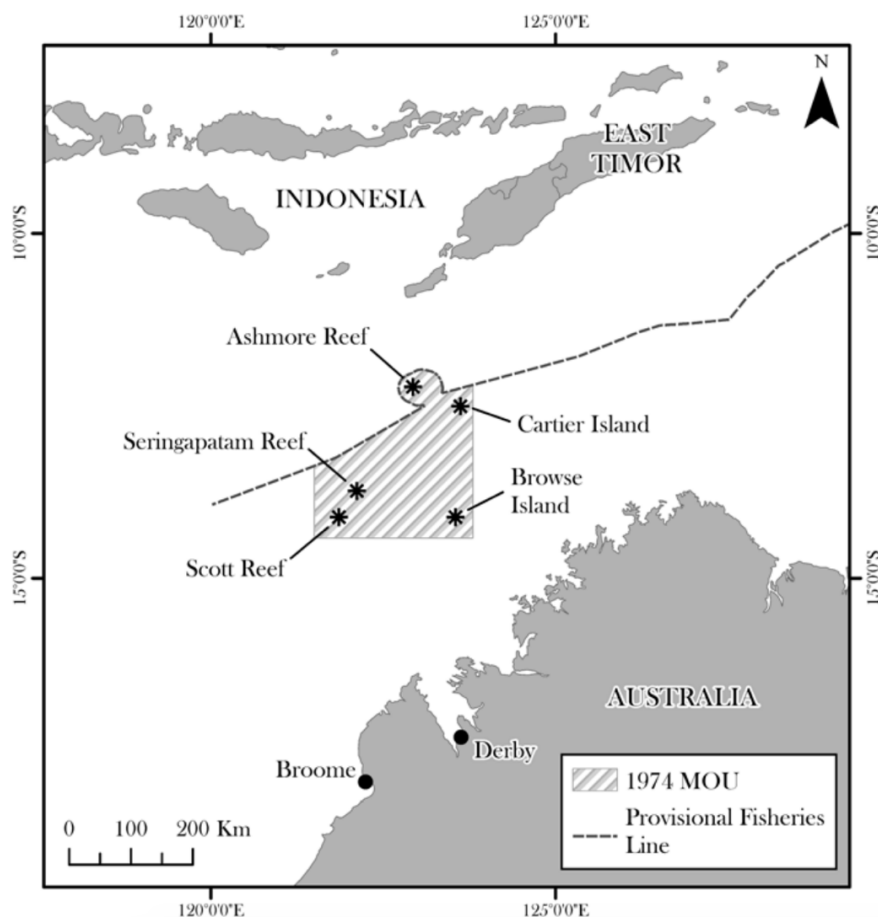 120°0'0"E 125°0'0"E
N
EAST
TIMOR
INDONESIA
10°0'0"S 10°0'0"S
Ashmore Reef
Cartier Island
Seringapatam Reef
Browse
Island
Scott Reef
15°0'0"S 15°0'0"S
AUSTRALIA
Derby
Broome
1974 MOU
Provisional Fisheries
Line
0 100 200 Km
120°0'0"E 125°0'0"E